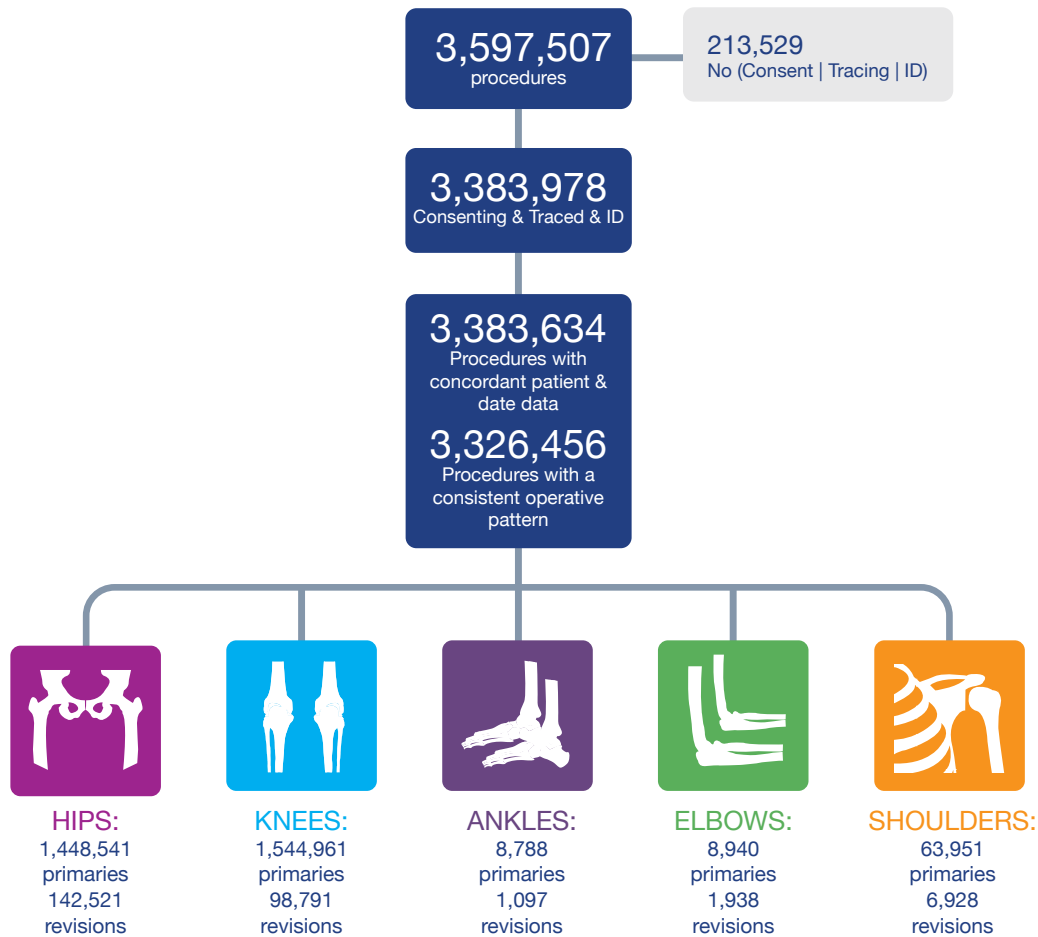 3,597,507
procedures
213,529
No (Consent | Tracing | ID)
3,383,978
Consenting & Traced & ID
3,383,634
Procedures with
concordant patient &
date data
3,326,456
Procedures with a
consistent operative
pattern
HIPS:
1,448,541
primaries
142,521
revisions
KNEES:
1,544,961
primaries
98,791
revisions
ANKLES:
8,788
primaries
1,097
revisions
ELBOWS:
8,940
primaries
1,938
revisions
SHOULDERS:
63,951
primaries
6,928
revisions